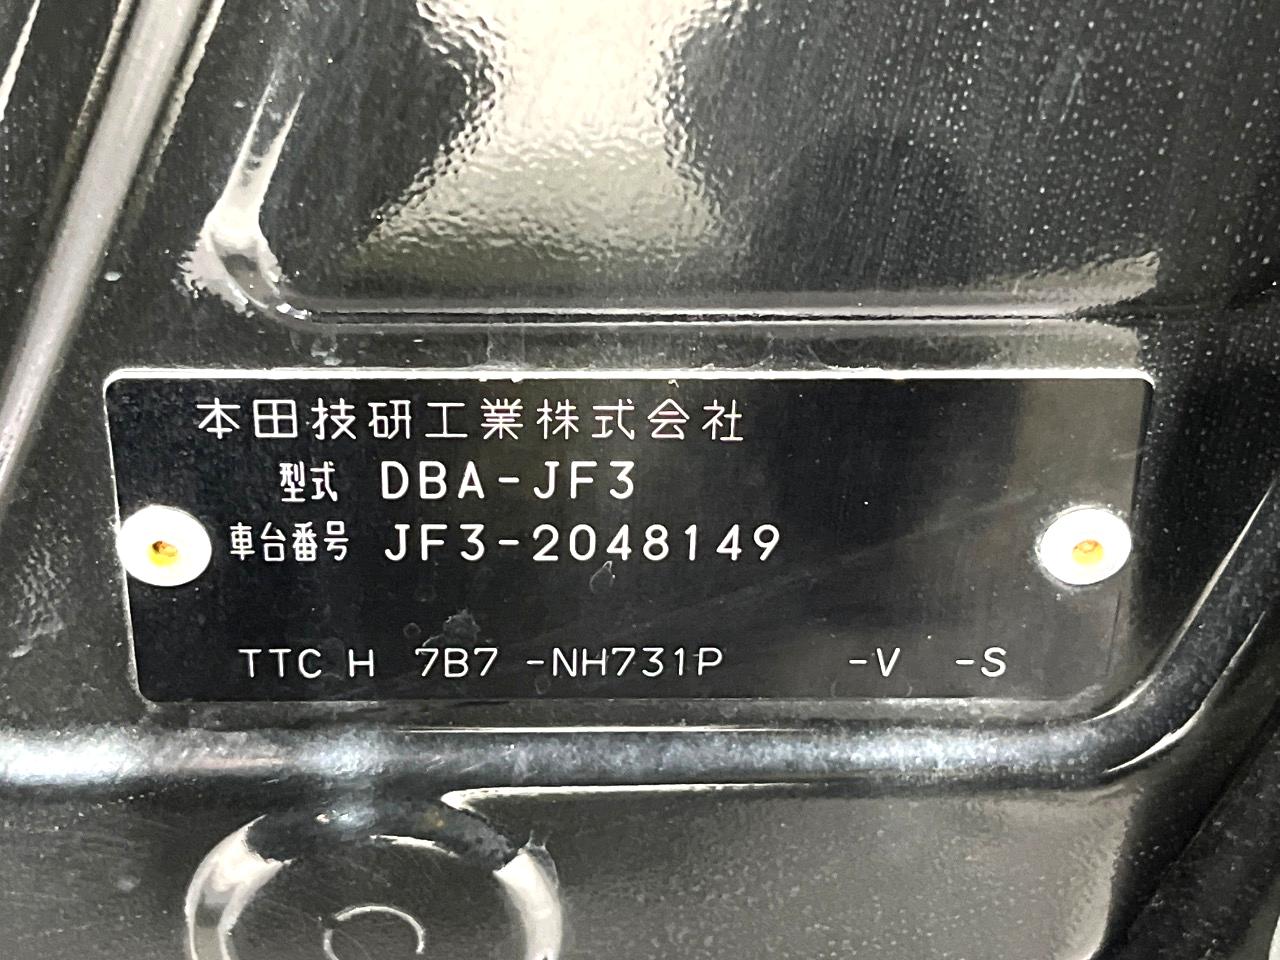 本田技研工業株式会社
型式 DBA-JF3
車台番号 JF3-2048149
TTC H 7B7 -NH731P -V -S